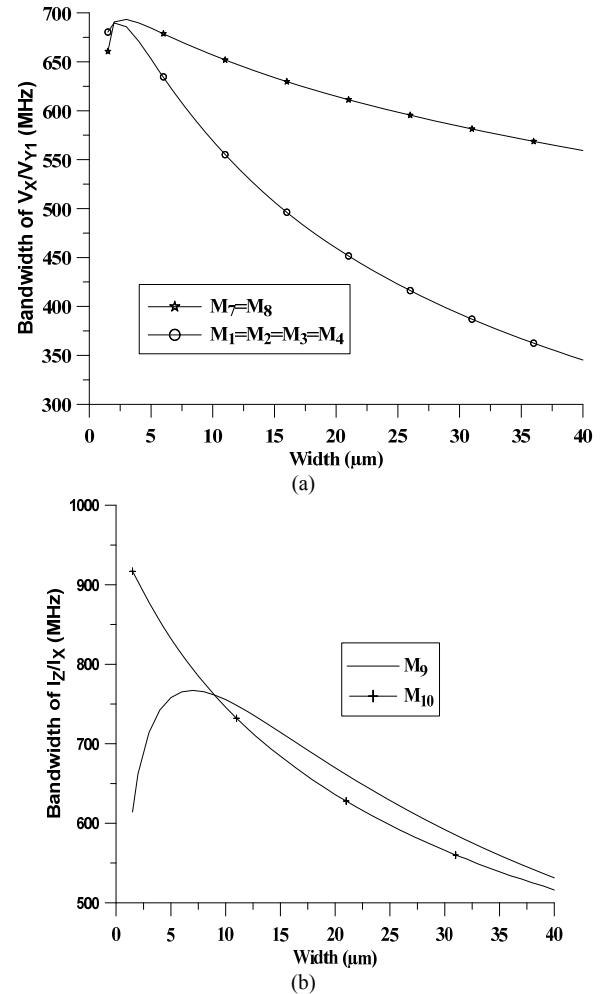 700
650
600
550
500
450
400
350
300
Bandwidth of VX/VY1 (MHz)
M7=M8
M1=M2=M3=M4
0 5 10 15 20 25 30 35 40
Width (μm)
(a)
1000
900
800
700
600
500
Bandwidth of IZ/IX (MHz)
M9
M10
0 5 10 15 20 25 30 35 40
Width (μm)
(b)